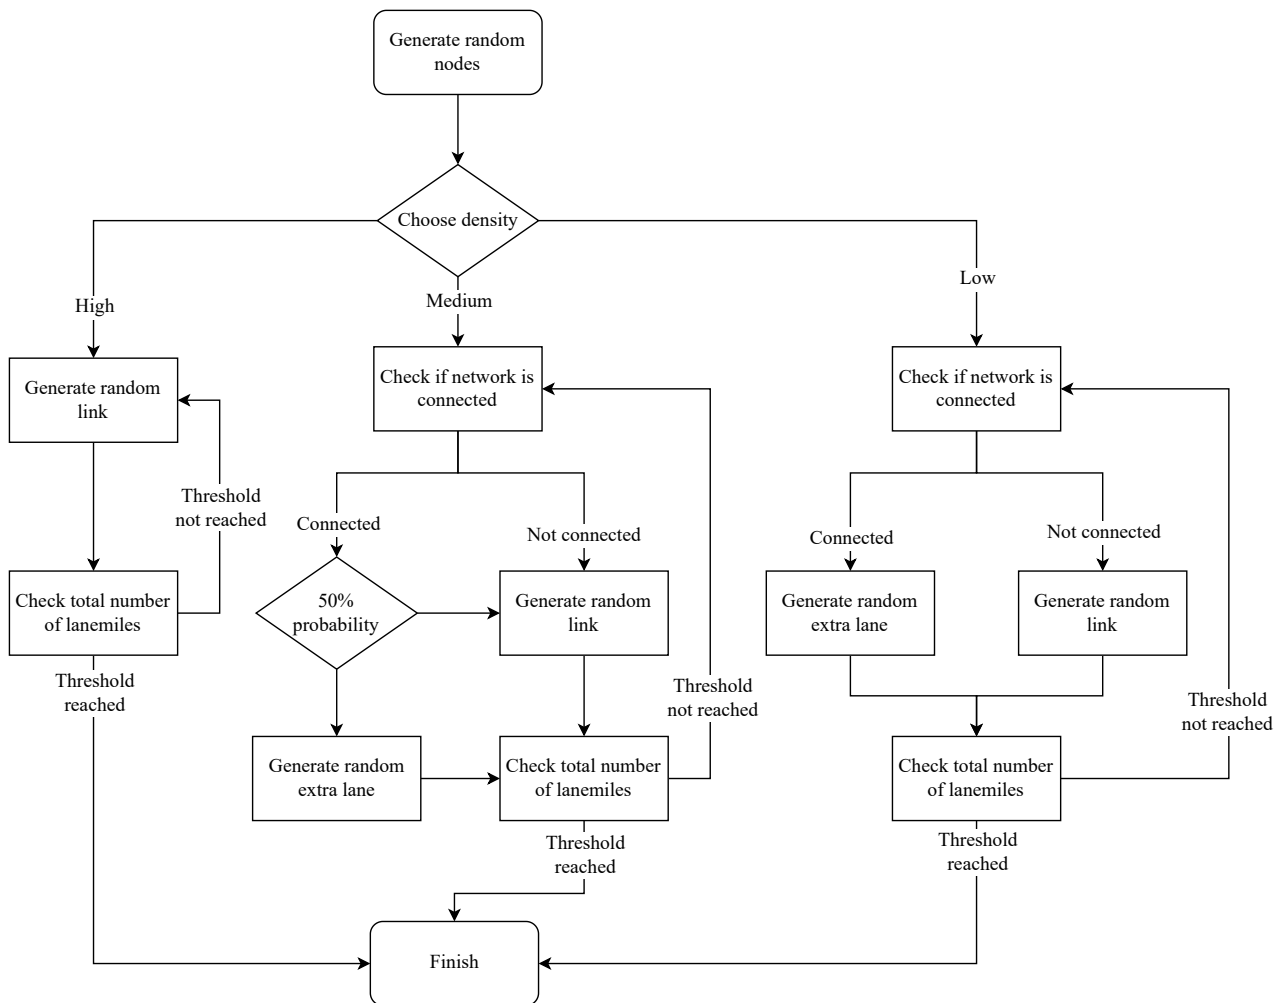 Generate random
nodes
Choose density
High
Medium
Low
Generate random
link
Check if network is
connected
Check if network is
connected
Threshold
not reached
Connected
Not connected
Connected
Not connected
Check total number
of lanemiles
50%
probability
Generate random
link
Generate random
extra lane
Generate random
link
Threshold
reached
Threshold
not reached
Threshold
not reached
Generate random
extra lane
Check total number
of lanemiles
Check total number
of lanemiles
Threshold
reached
Threshold
reached
Finish